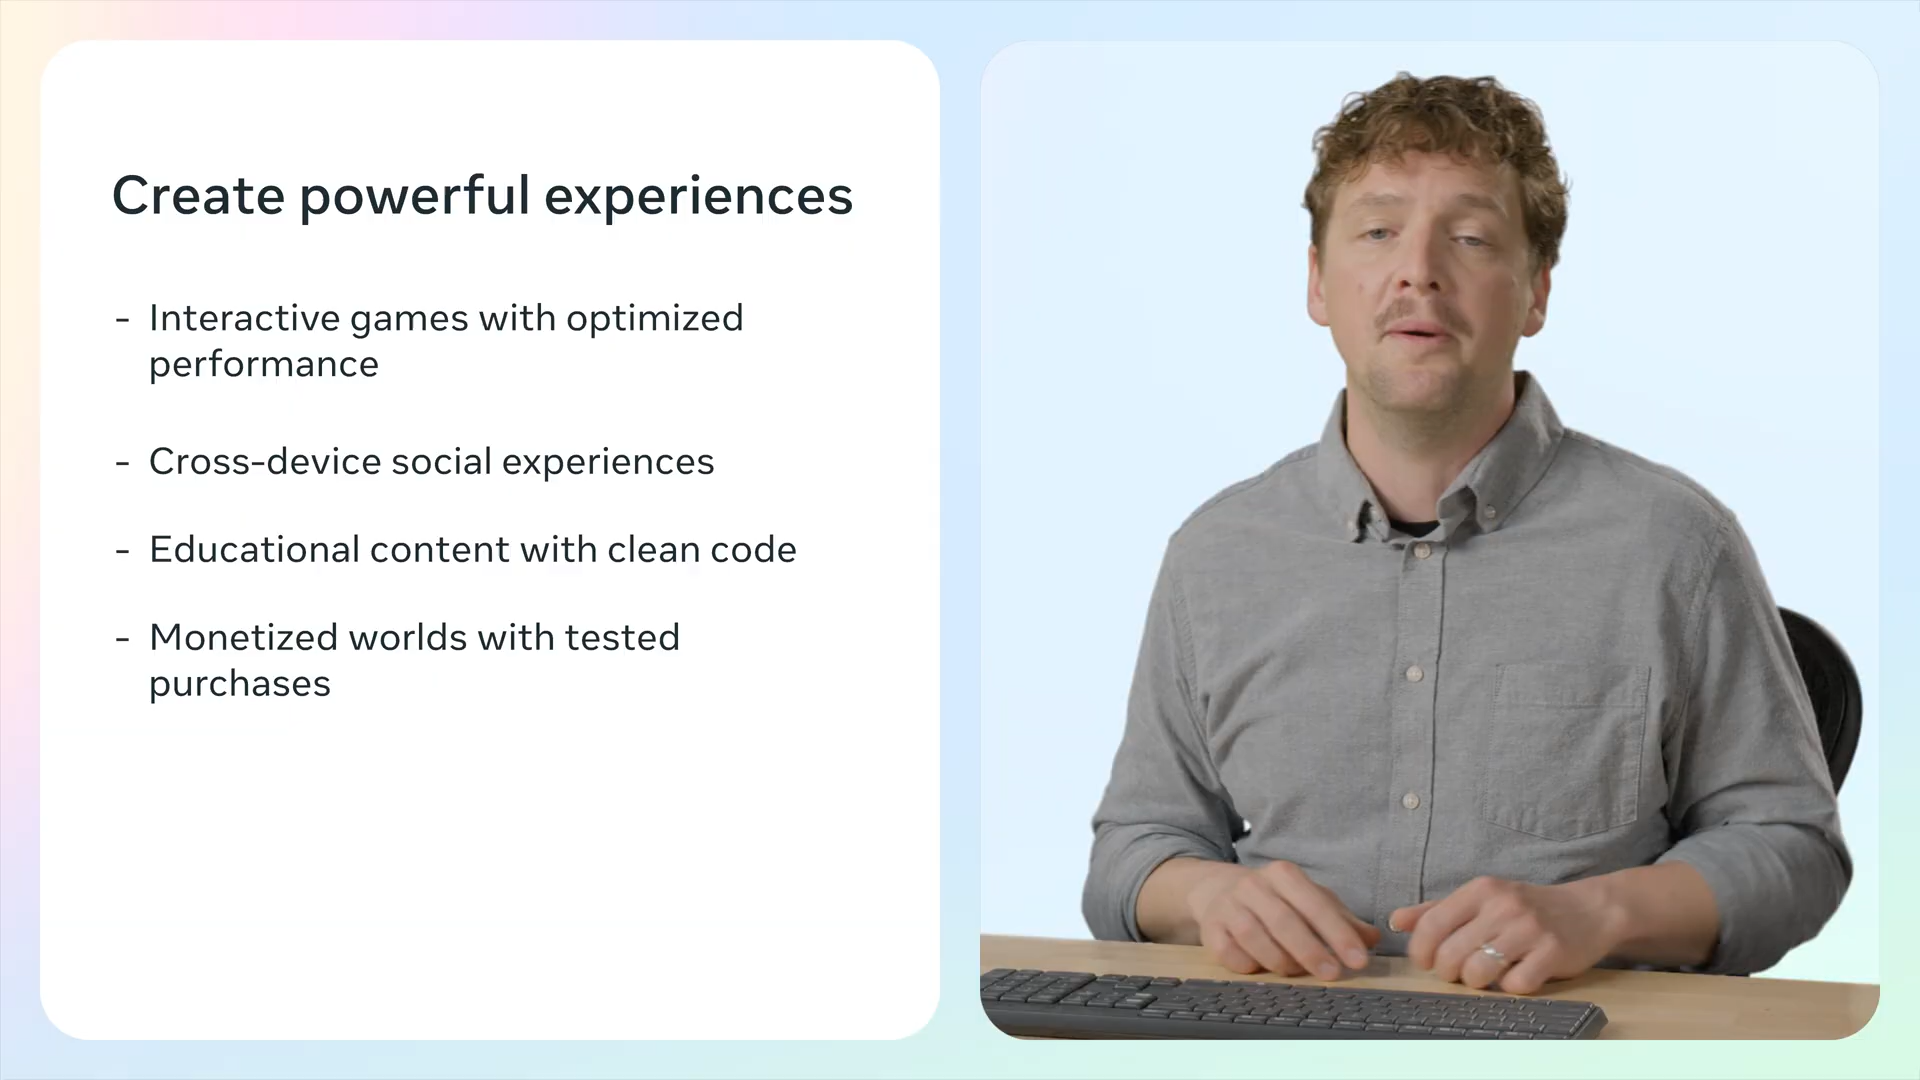 Create powerful experiences
- Interactive games with optimized
performance
- Cross-device social experiences
- Educational content with clean code
- Monetized worlds with tested
purchases